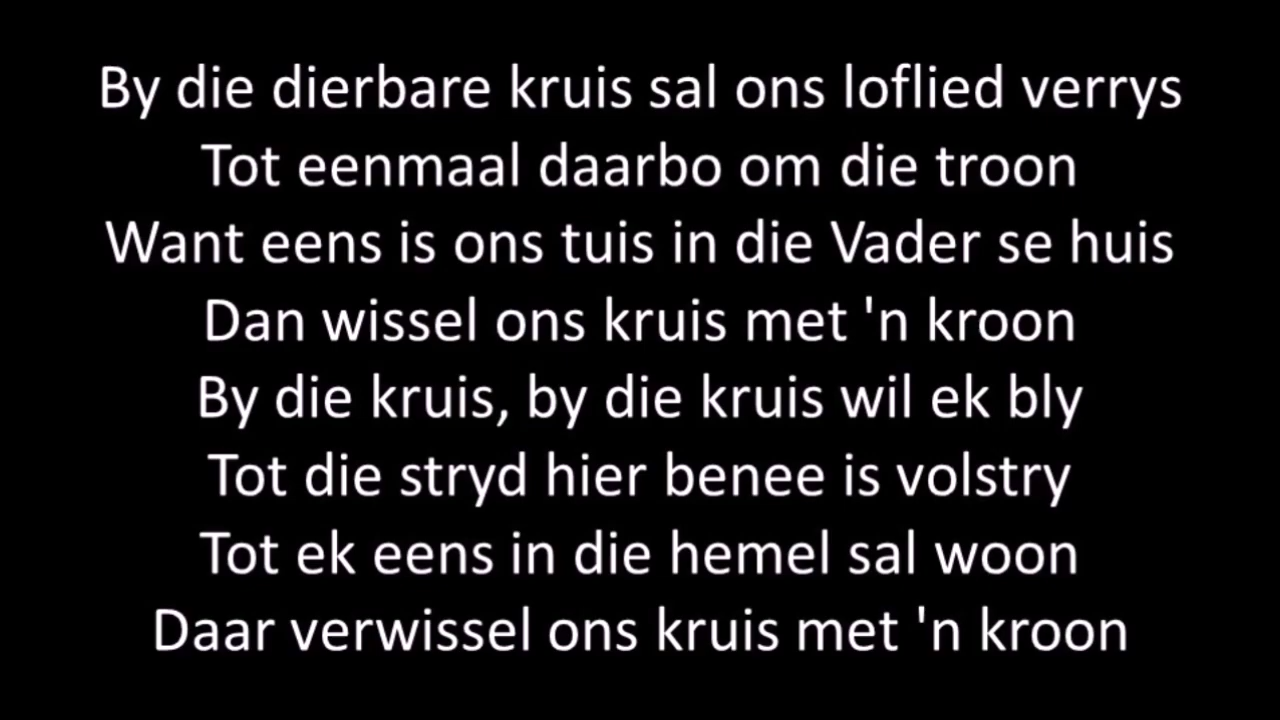 By die dierbare kruis sal ons loflied verrys
Tot eenmaal daarbo om die troon
Want eens is ons tuis in die Vader se huis
Dan wissel ons kruis met 'n kroon
By die kruis, by die kruis wil ek bly
Tot die stryd hier benee is volstry
Tot ek eens in die hemel sal woon
Daar verwissel ons kruis met 'n kroon